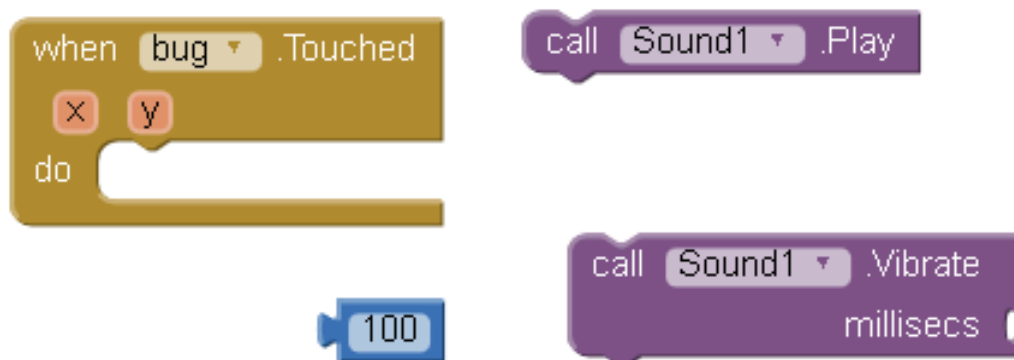 when bug .Touched
x y
do
call Sound1 .Play
call Sound1 .Vibrate
millisecs
100